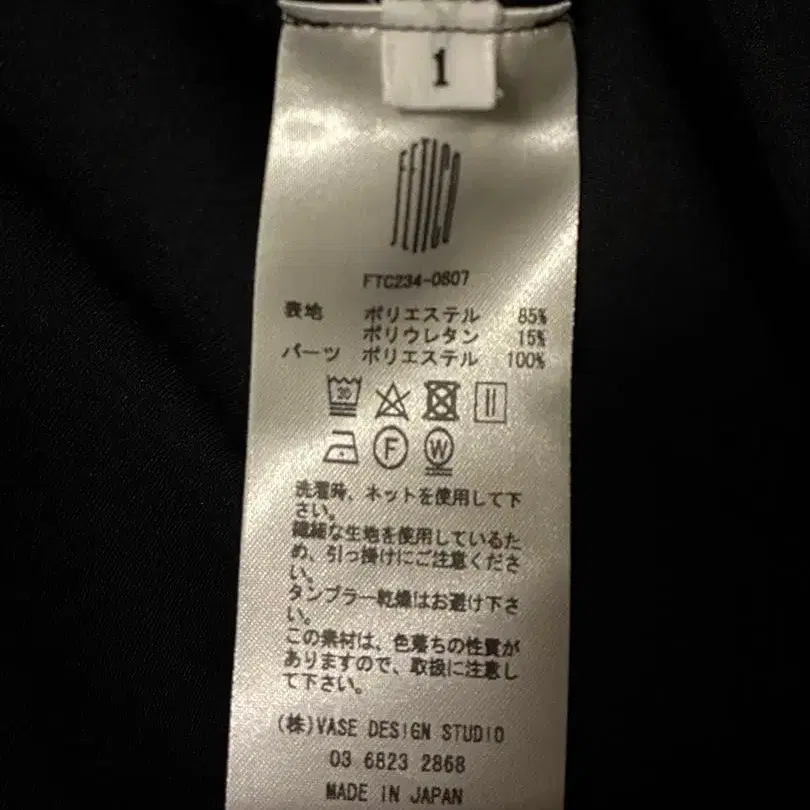 1
FETICO
FTC234-0807
表地 ポリエステル 85%
ポリウレタン 15%
パーツ ポリエステル 100%
30
F W
洗濯時、ネットを使用して下
さい。
繊細な生地を使用しているた
め、引っ掛けにご注意くださ
い。
タンブラー乾燥はお避け下さ
い。
この素材は、色落ちの性質が
ありますので、取扱に注意し
て下さい。
(株)VASE DESIGN STUDIO
03 6823 2868
MADE IN JAPAN